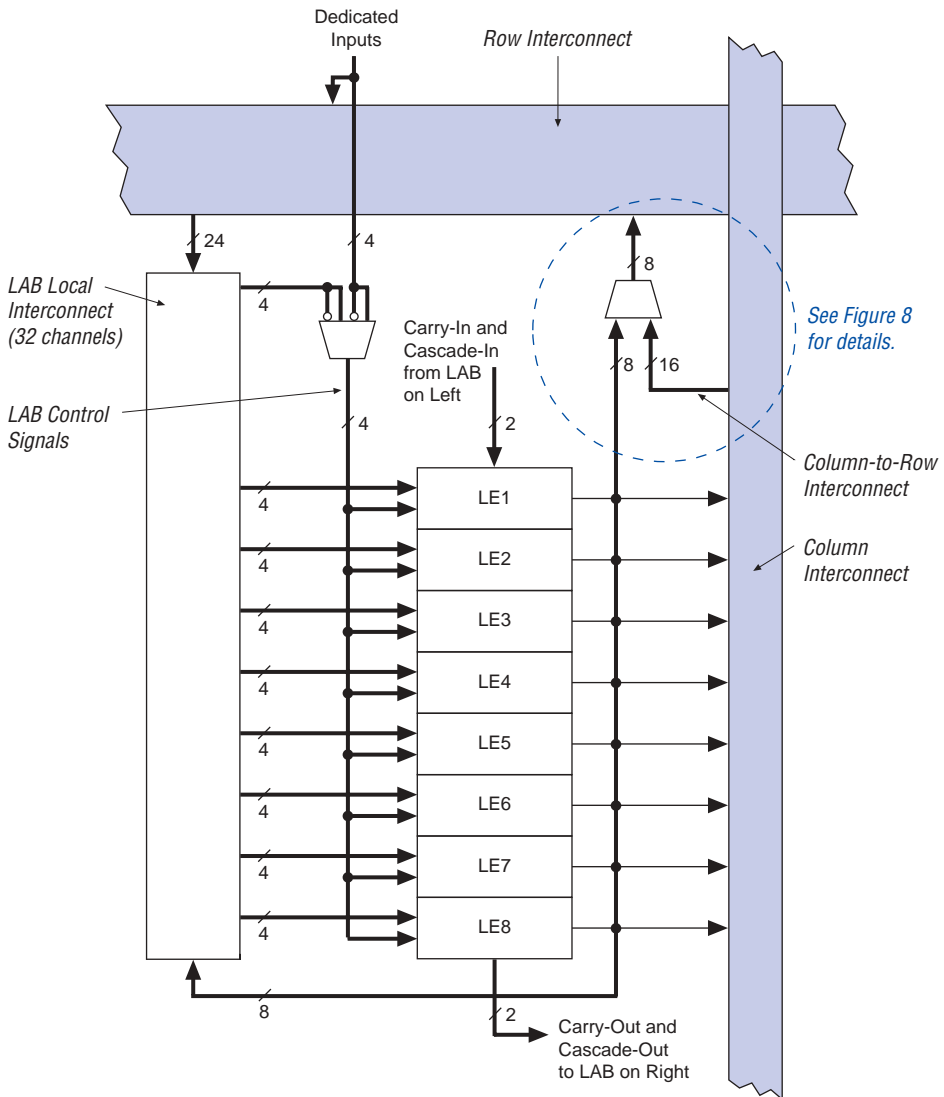 Dedicated
Inputs
Row Interconnect
24
4
8
LAB Local
Interconnect
(32 channels)
4
See Figure 8
for details.
Carry-In and
Cascade-In
from LAB
on Left
8
16
LAB Control
Signals
4
2
Column-to-Row
Interconnect
4
LE1
4
LE2
Column
Interconnect
4
LE3
4
LE4
4
LE5
4
LE6
4
LE7
4
LE8
8
2
Carry-Out and
Cascade-Out
to LAB on Right